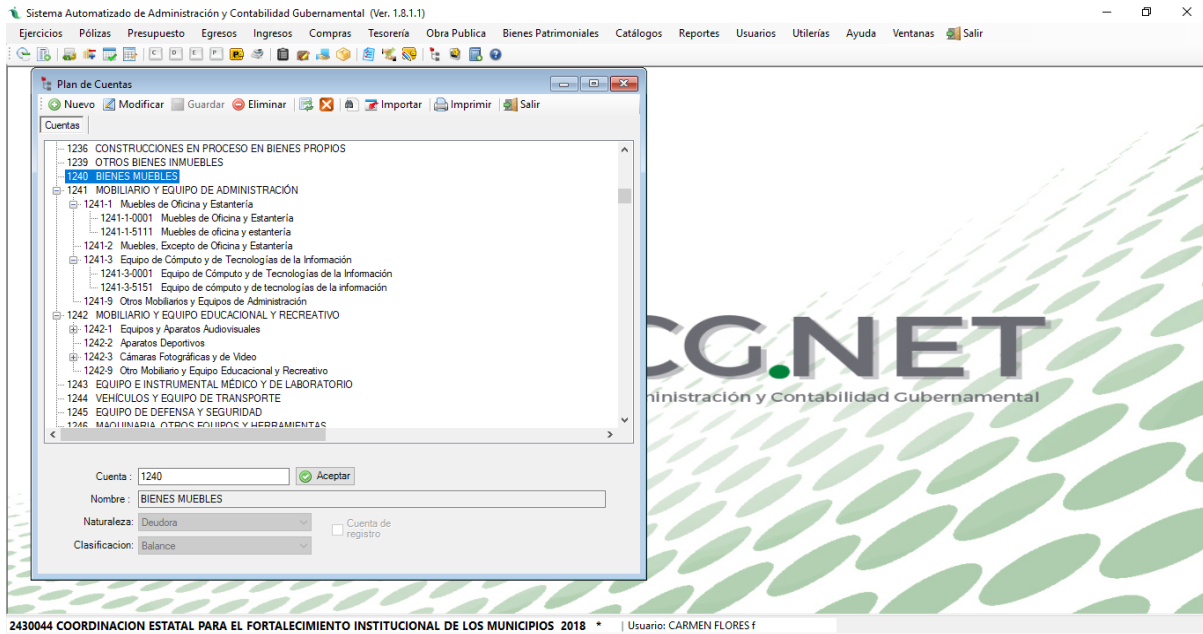 Sistema Automatizado de Administración y Contabilidad Gubernamental (Ver. 1.8.1.1)
Ejercicios Pólizas Presupuesto Egresos Ingresos Compras Tesorería Obra Publica Bienes Patrimoniales Catálogos Reportes Usuarios Utilerías Ayuda Ventanas Salir
Plan de Cuentas
Nuevo Modificar Guardar Eliminar Importar Imprimir Salir
Cuentas
1236 CONSTRUCCIONES EN PROCESO EN BIENES PROPIOS
1239 OTROS BIENES INMUEBLES
1240 BIENES MUEBLES
1241 MOBILIARIO Y EQUIPO DE ADMINISTRACIÓN
1241-1 Muebles de Oficina y Estantería
1241-1-0001 Muebles de Oficina y Estantería
1241-1-5111 Muebles de oficina y estantería
1241-2 Muebles, Excepto de Oficina y Estantería
1241-3 Equipo de Cómputo y de Tecnologías de la Información
1241-3-0001 Equipo de Cómputo y de Tecnologías de la Información
1241-3-5151 Equipo de cómputo y de tecnologías de la información
1241-9 Otros Mobiliarios y Equipos de Administración
1242 MOBILIARIO Y EQUIPO EDUCACIONAL Y RECREATIVO
1242-1 Equipos y Aparatos Audiovisuales
1242-2 Aparatos Deportivos
1242-3 Cámaras Fotográficas y de Video
1242-9 Otro Mobiliario y Equipo Educacional y Recreativo
1243 EQUIPO E INSTRUMENTAL MÉDICO Y DE LABORATORIO
1244 VEHÍCULOS Y EQUIPO DE TRANSPORTE
1245 EQUIPO DE DEFENSA Y SEGURIDAD
1246 MAQUINARIA, OTROS EQUIPOS Y HERRAMIENTAS
CG.NET
ministración y Contabilidad Gubernamental
Cuenta : 1240 Aceptar
Nombre : BIENES MUEBLES
Naturaleza: Deudora Cuenta de registro
Clasificacion: Balance
2430044 COORDINACION ESTATAL PARA EL FORTALECIMIENTO INSTITUCIONAL DE LOS MUNICIPIOS 2018 * | Usuario: CARMEN FLORES f